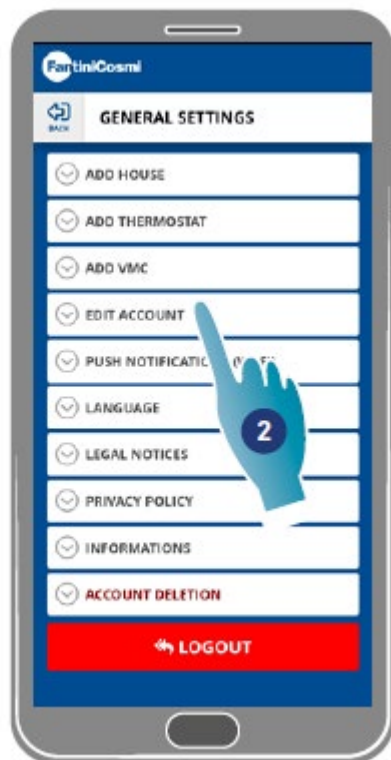 FantiniCosmi
BACK
GENERAL SETTINGS
ADD HOUSE
ADD THERMOSTAT
ADD VMC
EDIT ACCOUNT
PUSH
LANGUAGE
2
LEGAL NOTICES
PRIVACY POLICY
INFORMATIONS
ACCOUNT DELETION
LOGOUT